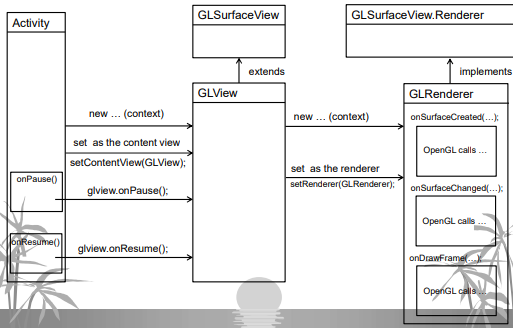 GLSurfaceView
GLSurfaceView.Renderer
Activity
extends
implements
GLView
GLRenderer
new … (context)
new … (context)
onSurfaceCreated(…);
set as the content view
setContentView(GLView);
OpenGL calls …
set as the renderer
setRenderer(GLRenderer);
onPause()
glview.onPause();
onSurfaceChanged(…);
OpenGL calls …
onResume()
glview.onResume();
onDrawFrame(…);
OpenGL calls …